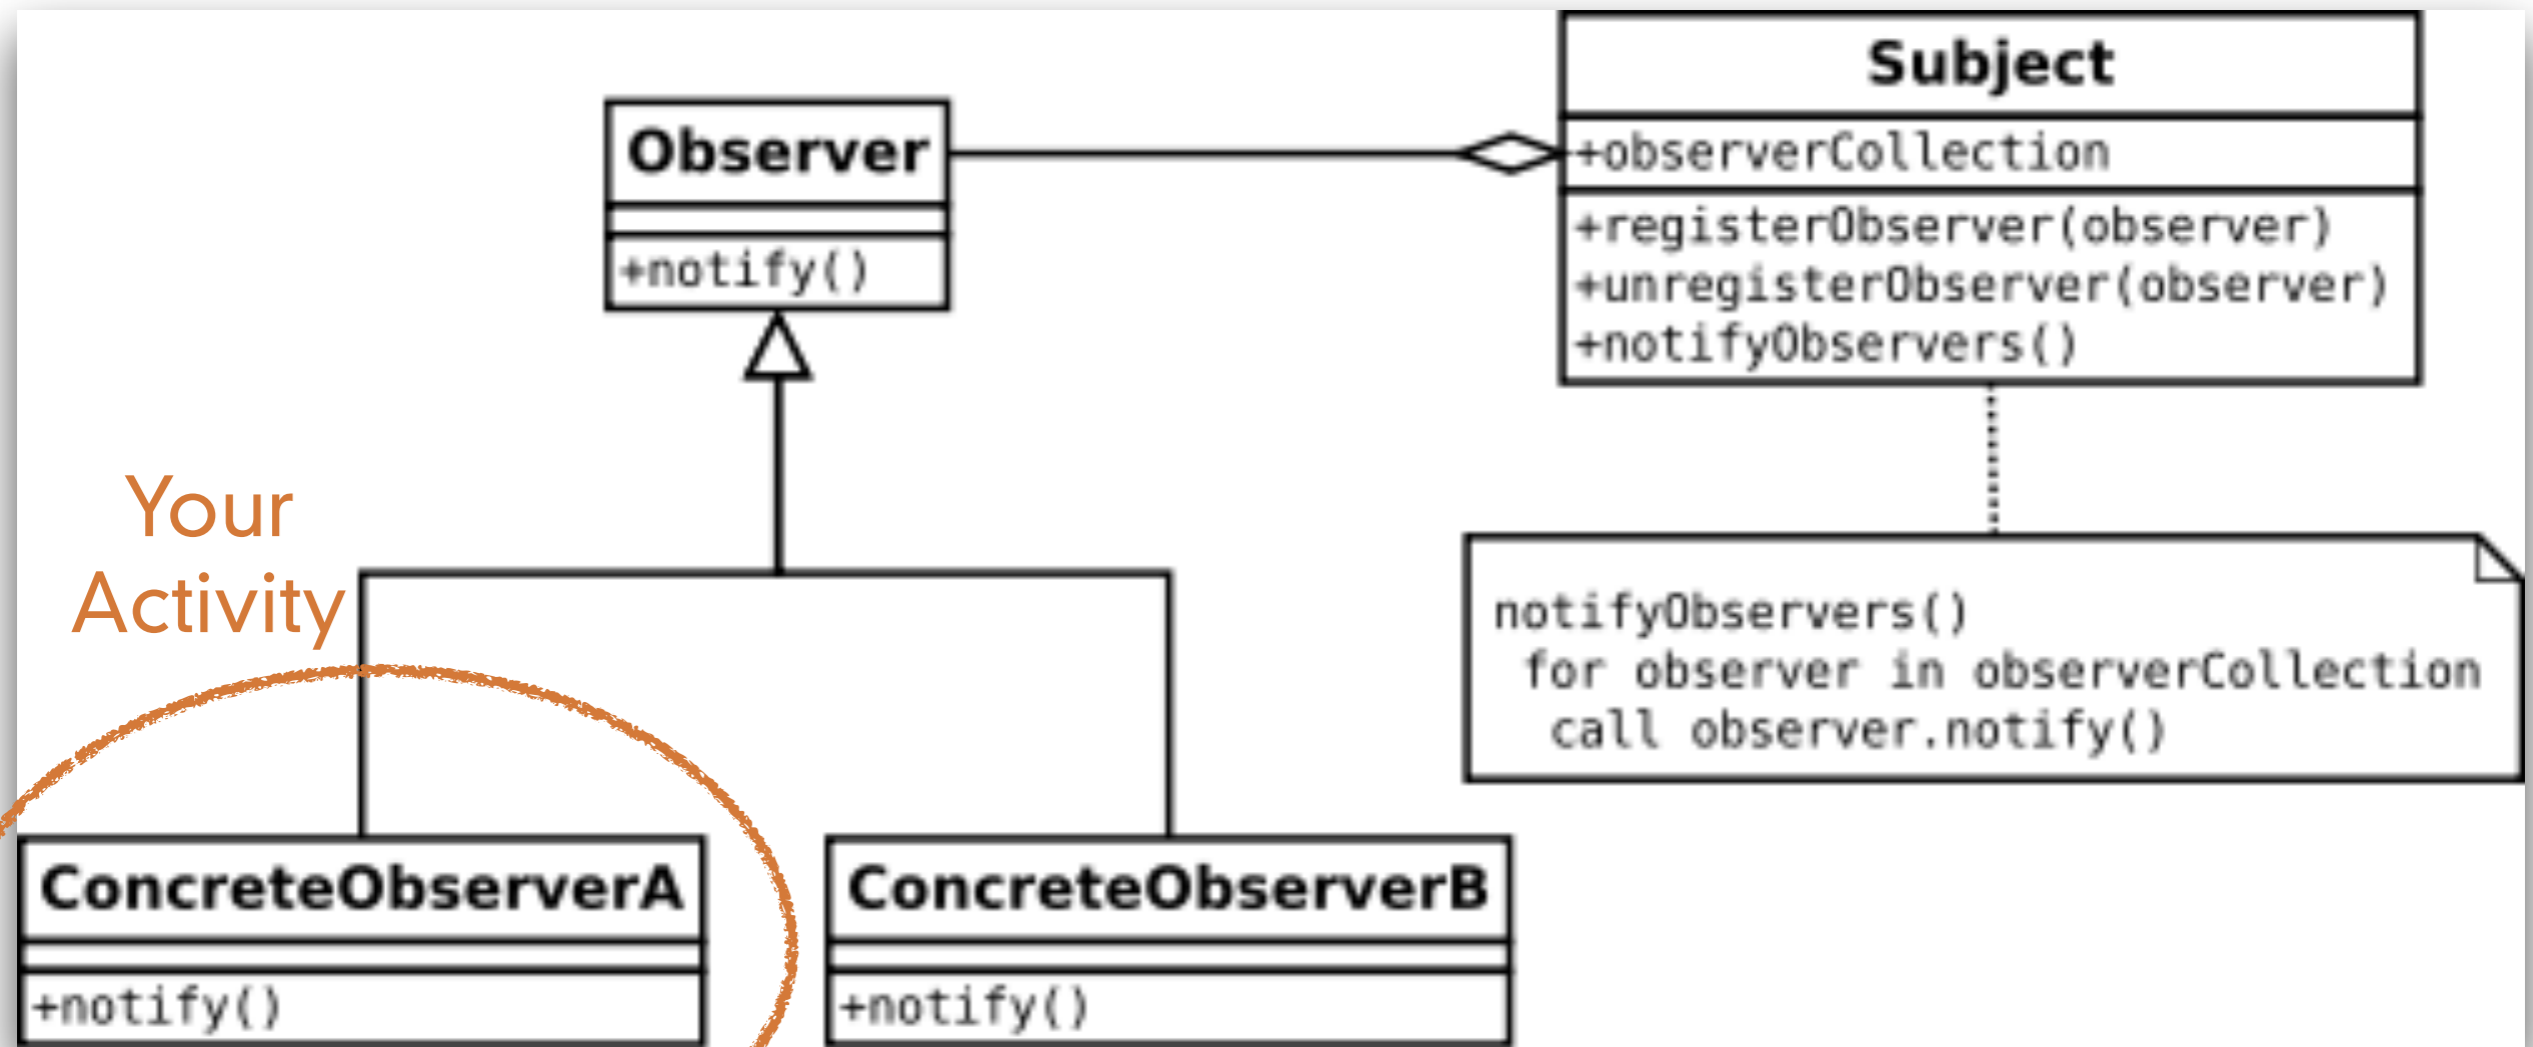 Subject
Observer
+observerCollection
+registerObserver(observer)
+unregisterObserver(observer)
+notifyObservers()
+notify()
Your
Activity
notifyObservers()
for observer in observerCollection
call observer.notify()
ConcreteObserverA
+notify()
ConcreteObserverB
+notify()